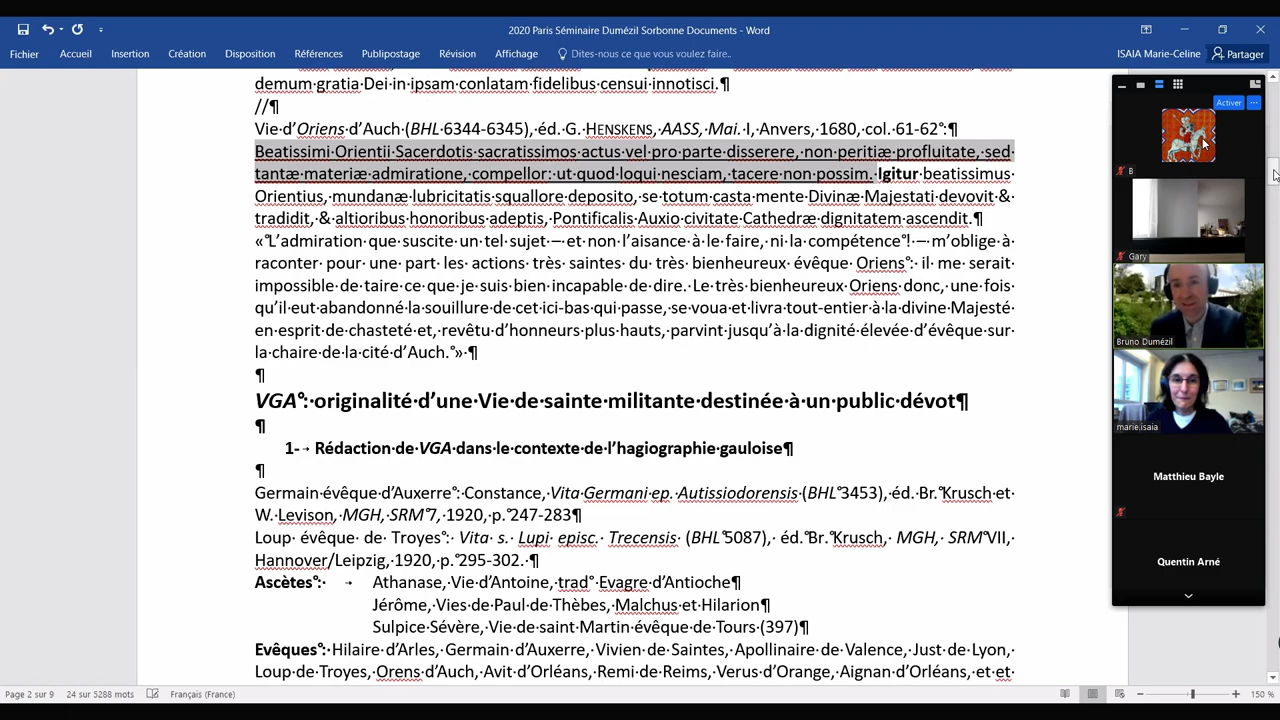 2020 Paris Séminaire Dumézil Sorbonne Documents - Word
Fichier Accueil Insertion Création Disposition Références Publipostage Révision Affichage Dites-nous ce que vous voulez faire.. ISAIA Marie-Celine Partager
demum·gratia·Dei·in·ipsam·conlatam·fidelibus·censui·innotisci.¶
//¶
Vie·d’Oriens·d’Auch·(BHL·6344-6345),·éd.·G.·HENSKENS,·AASS,·Mai.·I,·Anvers,·1680,·col.·61-62°:¶
Beatissimi·Orientii·Sacerdotis·sacratissimos·actus·vel·pro·parte·disserere,·non·peritiæ·profluitate,·sed·
tantæ·materiæ·admiratione,·compellor:·ut·quod·loqui·nesciam,·tacere·non·possim.·Igitur·beatissimus·
Orientius,·mundanæ·lubricitatis·squallore·deposito,·se·totum·casta·mente·Divinæ·Majestati·devovit·&·
tradidit,·&·altioribus·honoribus·adeptis,·Pontificalis·Auxio·civitate·Cathedræ·dignitatem·ascendit.¶
«°L’admiration·que·suscite·un·tel·sujet·–·et·non·l’aisance·à·le·faire,·ni·la·compétence°!·–·m’oblige·à·
raconter·pour·une·part·les·actions·très·saintes·du·très·bienheureux·évêque·Oriens°:·il·me·serait·
impossible·de·taire·ce·que·je·suis·bien·incapable·de·dire.·Le·très·bienheureux·Oriens·donc,·une·fois·
qu’il·eut·abandonné·la·souillure·de·cet·ici-bas·qui·passe,·se·voua·et·livra·tout-entier·à·la·divine·Majesté·
en·esprit·de·chasteté·et,·revêtu·d’honneurs·plus·hauts,·parvint·jusqu’à·la·dignité·élevée·d’évêque·sur·
la·chaire·de·la·cité·d’Auch.°»·¶
¶
VGA°:·originalité·d’une·Vie·de·sainte·militante·destinée·à·un·public·dévot¶
¶
1-→Rédaction·de·VGA·dans·le·contexte·de·l’hagiographie·gauloise¶
¶
Germain·évêque·d’Auxerre°:·Constance,·Vita·Germani·ep.·Autissiodorensis·(BHL°3453),·éd.·Br.°Krusch·et·
W.·Levison,·MGH,·SRM°7,·1920,·p.°247-283¶
Loup·évêque·de·Troyes°:·Vita·s.·Lupi·episc.·Trecensis·(BHL°5087),·éd.°Br.°Krusch,·MGH,·SRM°VII,·
Hannover/Leipzig,·1920,·p.°295-302.·¶
Ascètes°:→Athanase,·Vie·d’Antoine,·trad°·Evagre·d’Antioche¶
Jérôme,·Vies·de·Paul·de·Thèbes,·Malchus·et·Hilarion¶
Sulpice·Sévère,·Vie·de·saint·Martin·évêque·de·Tours·(397)¶
Evêques°:·Hilaire·d’Arles,·Germain·d’Auxerre,·Vivien·de·Saintes,·Apollinaire·de·Valence,·Just·de·Lyon,·
Loup·de·Troyes,·Orens·d’Auch,·Avit·d’Orléans,·Remi·de·Reims,·Verus·d’Orange,·Aignan·d’Orléans,·et·et·
Activer ...
B
Gary
Bruno Dumézil
marie.isaia
Matthieu Bayle
Quentin Arné
Page 2 sur 9 24 sur 5288 mots Français (France) 150 %